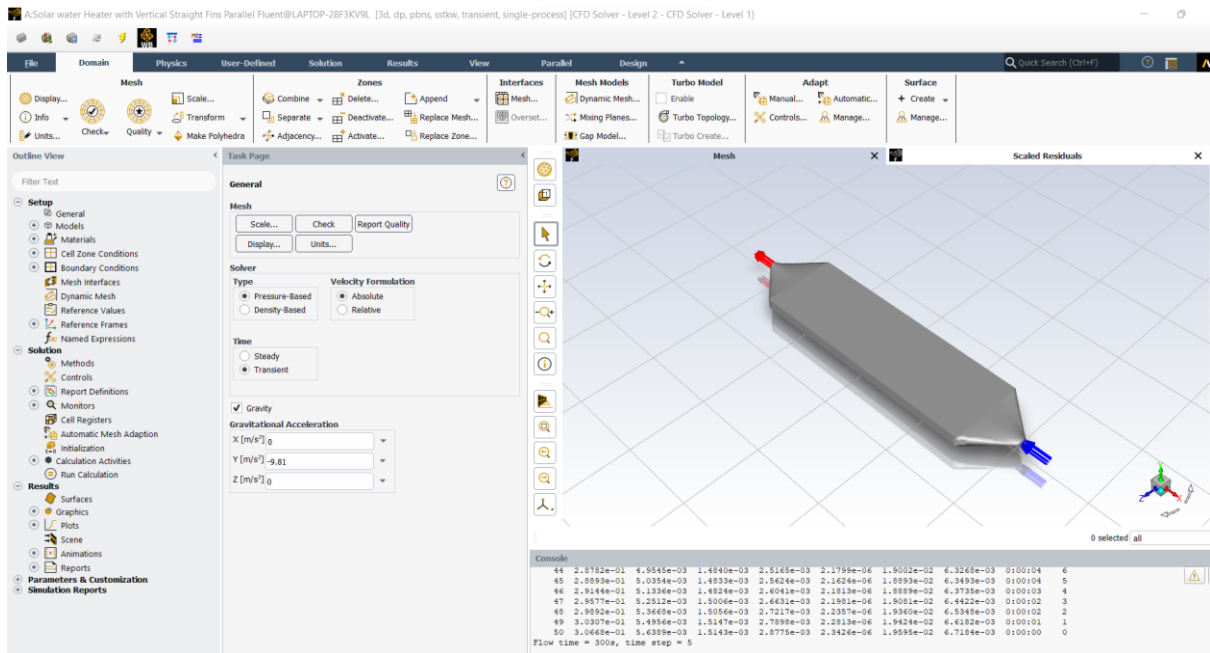 A:Solar water Heater with Vertical Straight Fins Parallel Fluent@LAPTOP-28F3KV9L [3d, dp, pbns, sstkw, transient, single-process] [CFD Solver - Level 2 - CFD Solver - Level 1]
File Domain Physics User-Defined Solution Results View Parallel Design Quick Search (Ctrl+F)
Mesh Zones Interfaces Mesh Models Turbo Model Adapt Surface
Display... Scale... Combine Delete... Append Mesh... Dynamic Mesh... Enable Manual... Automatic... + Create
Info Transform Separate Deactivate... Replace Mesh... Overset... Mixing Planes... Turbo Topology... Controls... Manage... Manage...
Units... Check Quality Make Polyhedra Adjacency... Activate... Replace Zone... Gap Model... Turbo Create...
Outline View
Filter Text
Setup
General
Models
Materials
Cell Zone Conditions
Boundary Conditions
Mesh Interfaces
Dynamic Mesh
Reference Values
Reference Frames
Named Expressions
Solution
Methods
Controls
Report Definitions
Monitors
Cell Registers
Automatic Mesh Adaption
Initialization
Calculation Activities
Run Calculation
Results
Surfaces
Graphics
Plots
Scene
Animations
Reports
Parameters & Customization
Simulation Reports
Task Page
General
Mesh
Scale... Check Report Quality
Display... Units...
Solver
Type Velocity Formulation
Pressure-Based Absolute
Density-Based Relative
Time
Steady
Transient
Gravity
Gravitational Acceleration
X [m/s²] 0
Y [m/s²] -9.81
Z [m/s²] 0
Mesh
Scaled Residuals
0 selected all
Console
44 2.8782e-01 4.9545e-03 1.4840e-03 2.5165e-03 2.1799e-06 1.9002e-02 6.3268e-03 0:00:04 6
45 2.8893e-01 5.0354e-03 1.4833e-03 2.5624e-03 2.1624e-06 1.8893e-02 6.3493e-03 0:00:04 5
46 2.9144e-01 5.1336e-03 1.4824e-03 2.6041e-03 2.1813e-06 1.8889e-02 6.3735e-03 0:00:03 4
47 2.9577e-01 5.2512e-03 1.5006e-03 2.6631e-03 2.1981e-06 1.9081e-02 6.4422e-03 0:00:02 3
48 2.9892e-01 5.3668e-03 1.5056e-03 2.7217e-03 2.2357e-06 1.9360e-02 6.5348e-03 0:00:02 2
49 3.0307e-01 5.4956e-03 1.5147e-03 2.7898e-03 2.2813e-06 1.9424e-02 6.6182e-03 0:00:01 1
50 3.0668e-01 5.6389e-03 1.5143e-03 2.8775e-03 2.3426e-06 1.9595e-02 6.7184e-03 0:00:00 0
Flow time = 300s, time step = 5